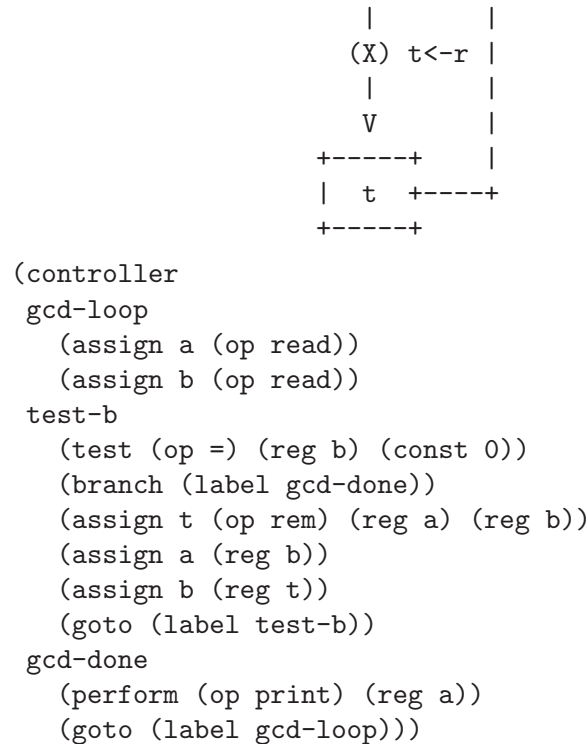 |       |
                     (X) t<-r |
                      |       |
                      V       |
                   +-----+    |
                   |  t  +----+
                   +-----+
(controller
 gcd-loop
   (assign a (op read))
   (assign b (op read))
 test-b
   (test (op =) (reg b) (const 0))
   (branch (label gcd-done))
   (assign t (op rem) (reg a) (reg b))
   (assign a (reg b))
   (assign b (reg t))
   (goto (label test-b))
 gcd-done
   (perform (op print) (reg a))
   (goto (label gcd-loop)))